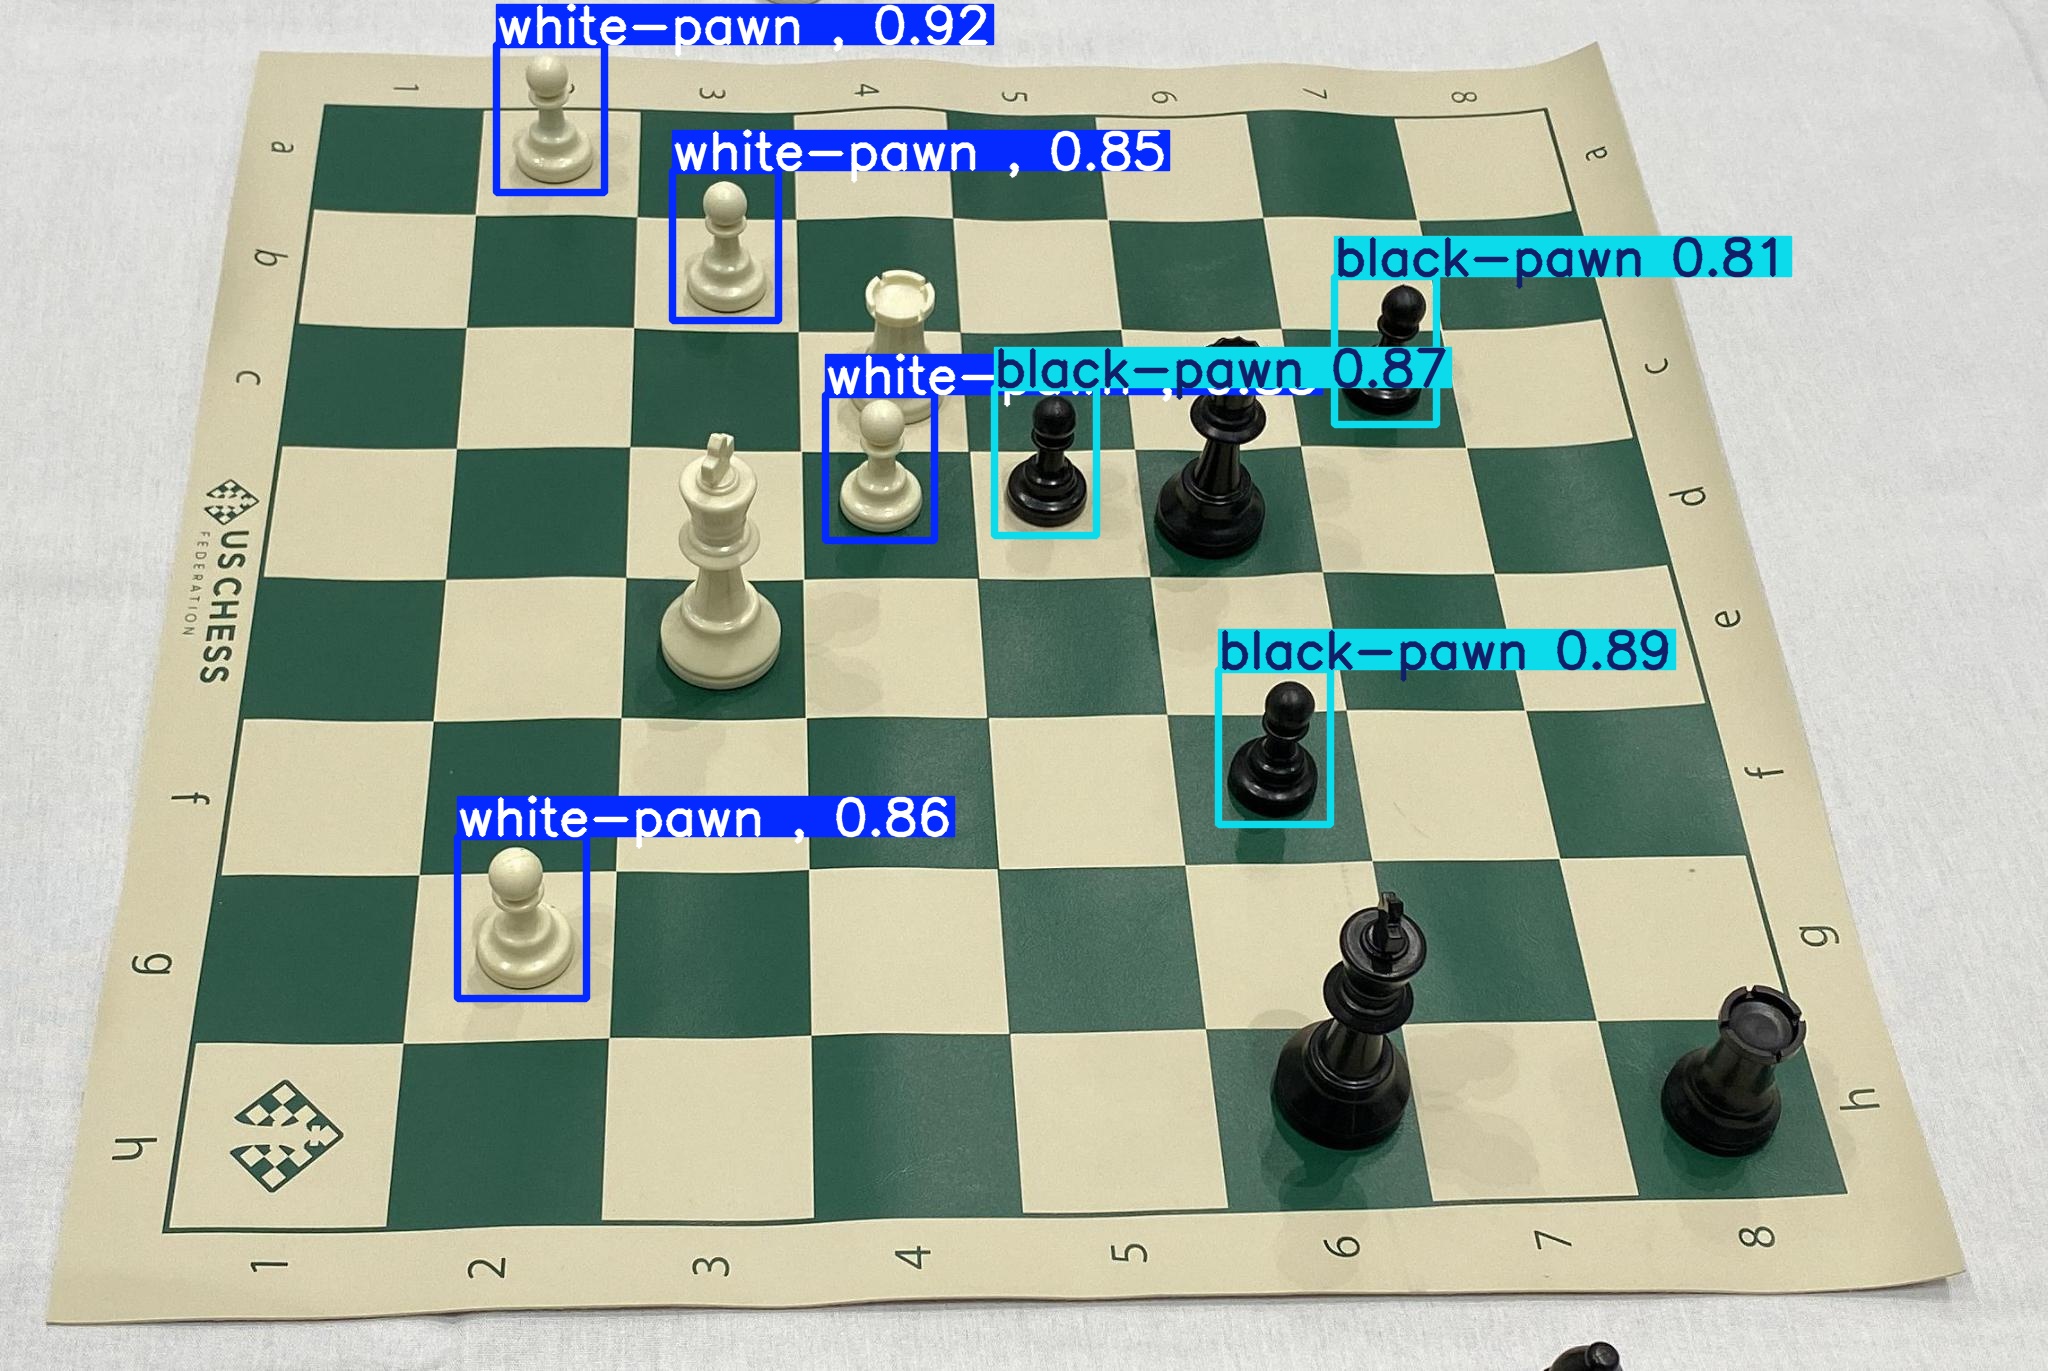 white-pawn , 0.92
1 3 4 5 6 7 8
a a
white-pawn , 0.85
b
black-pawn 0.81
c c
white-
black-pawn 0.87
d
US CHESS
FEDERATION
e
black-pawn 0.89
f f
white-pawn , 0.86
g g
h h
1 2 3 4 5 6 7 8